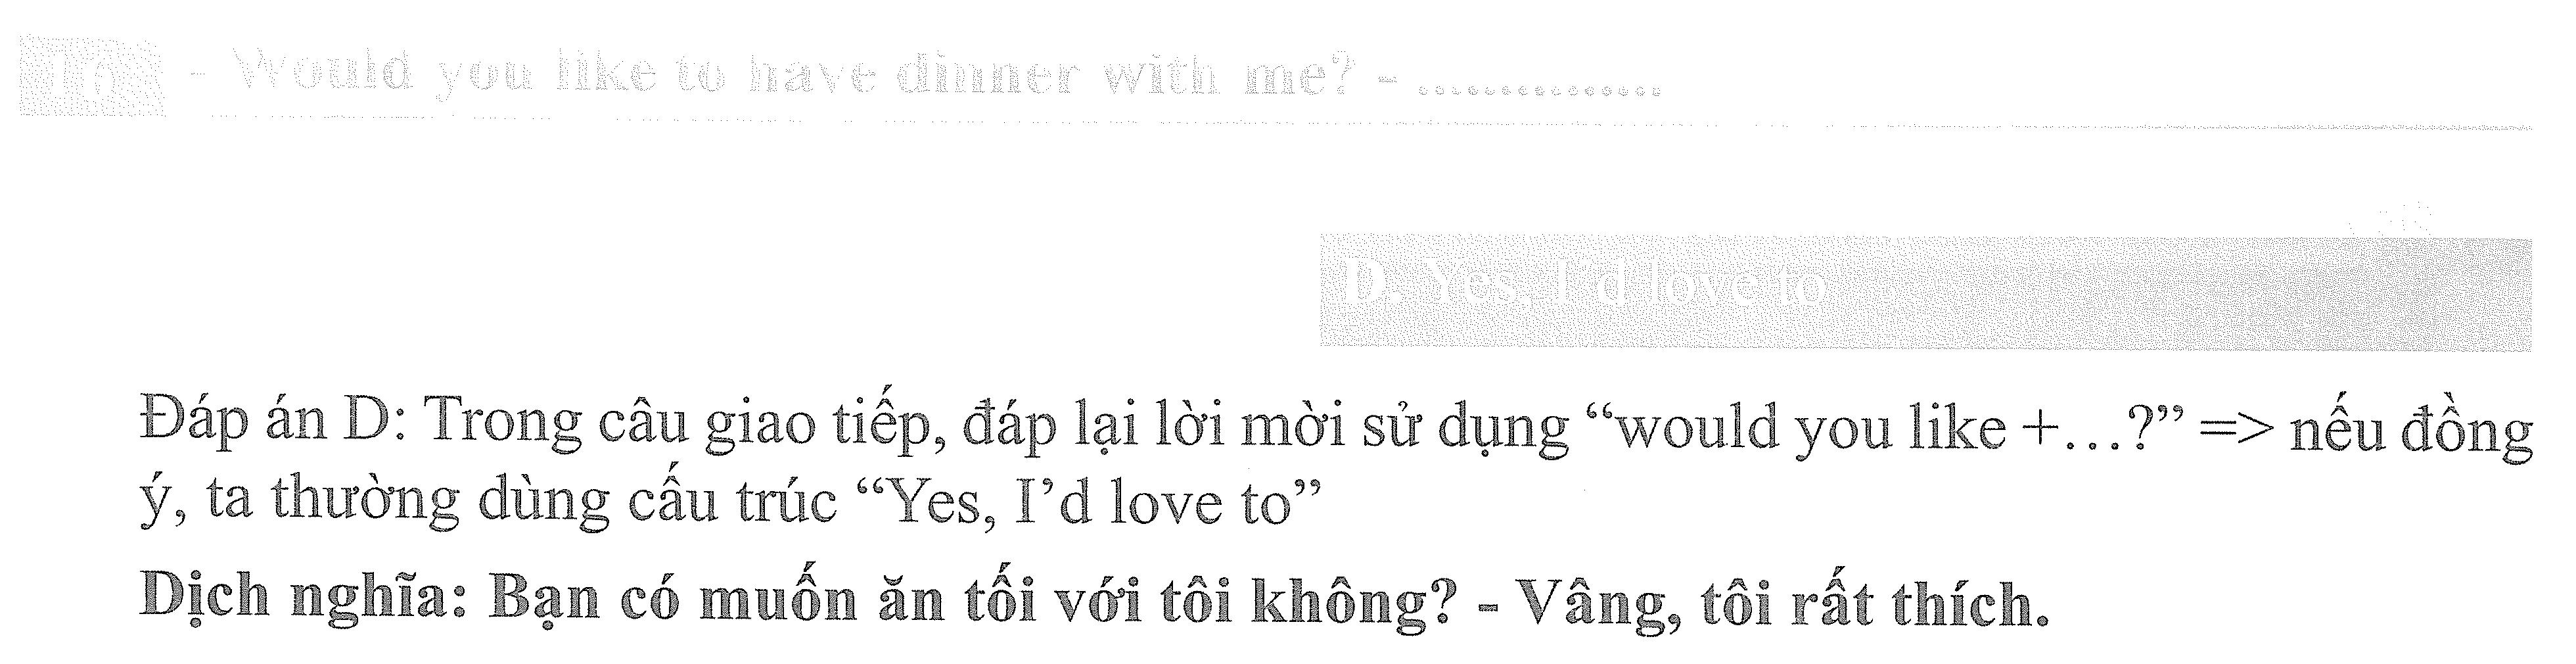 16 - Would you like to have dinner with me? - ...............
D. Yes, I'd love to
Đáp án D: Trong câu giao tiếp, đáp lại lời mời sử dụng “would you like +…?” => nếu đồng
ý, ta thường dùng cấu trúc “Yes, I’d love to”
Dịch nghĩa: Bạn có muốn ăn tối với tôi không? - Vâng, tôi rất thích.